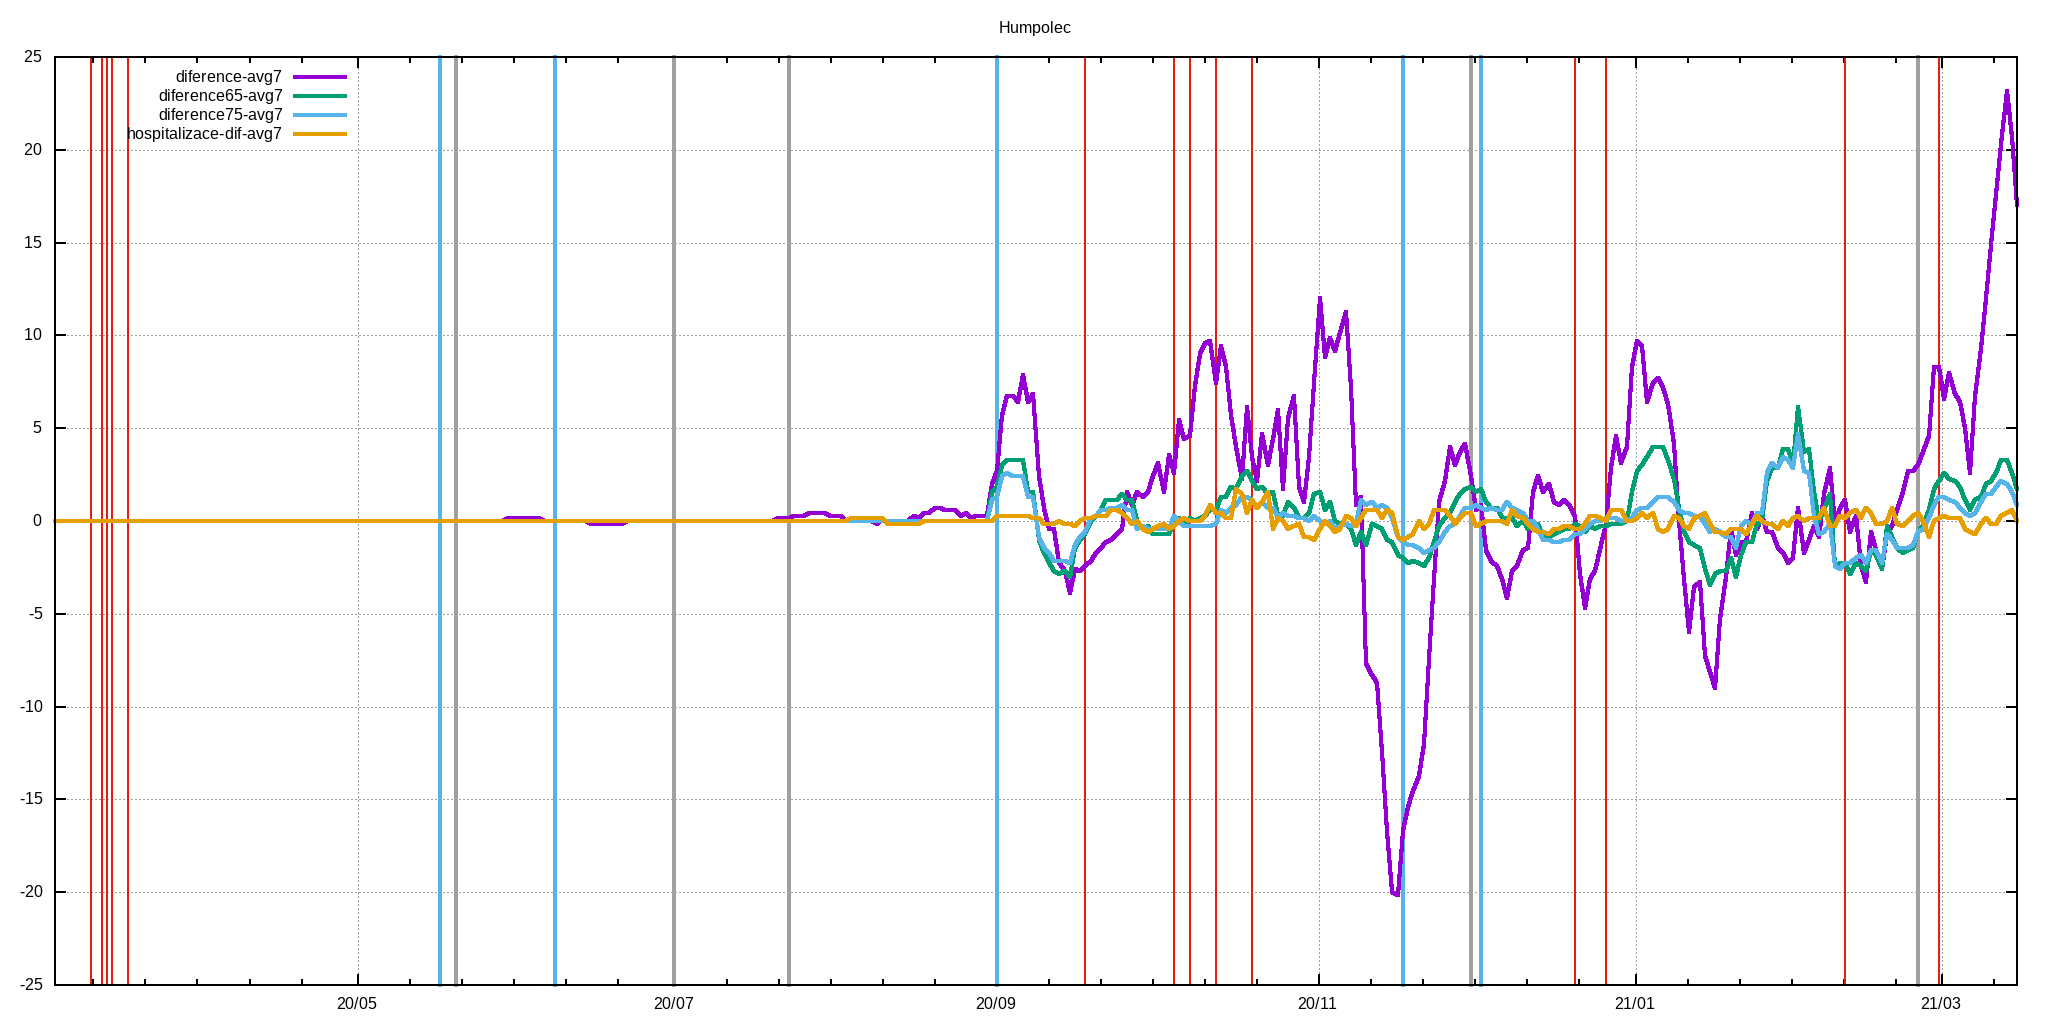 Humpolec
25
diference-avg7
diference65-avg7
diference75-avg7
hospitalizace-dif-avg7
20
15
10
5
0
-5
-10
-15
-20
-25
20/05 20/07 20/09 20/11 21/01 21/03